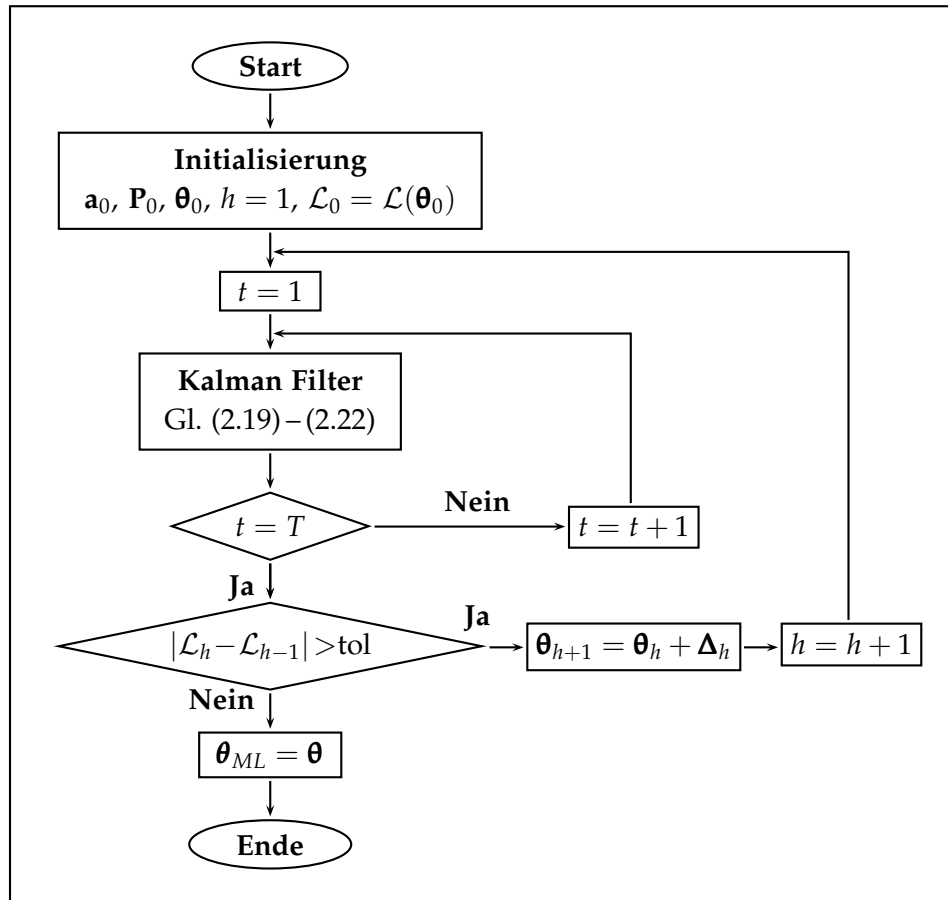 Start
Initialisierung
a₀, P₀, θ₀, h = 1, ℒ₀ = ℒ(θ₀)
t = 1
Kalman Filter
Gl. (2.19) – (2.22)
t = T
Nein
t = t + 1
Ja
|ℒₕ−ℒₕ₋₁| >tol
Ja
θₕ₊₁ = θₕ + Δₕ
h = h + 1
Nein
θ_ML = θ
Ende